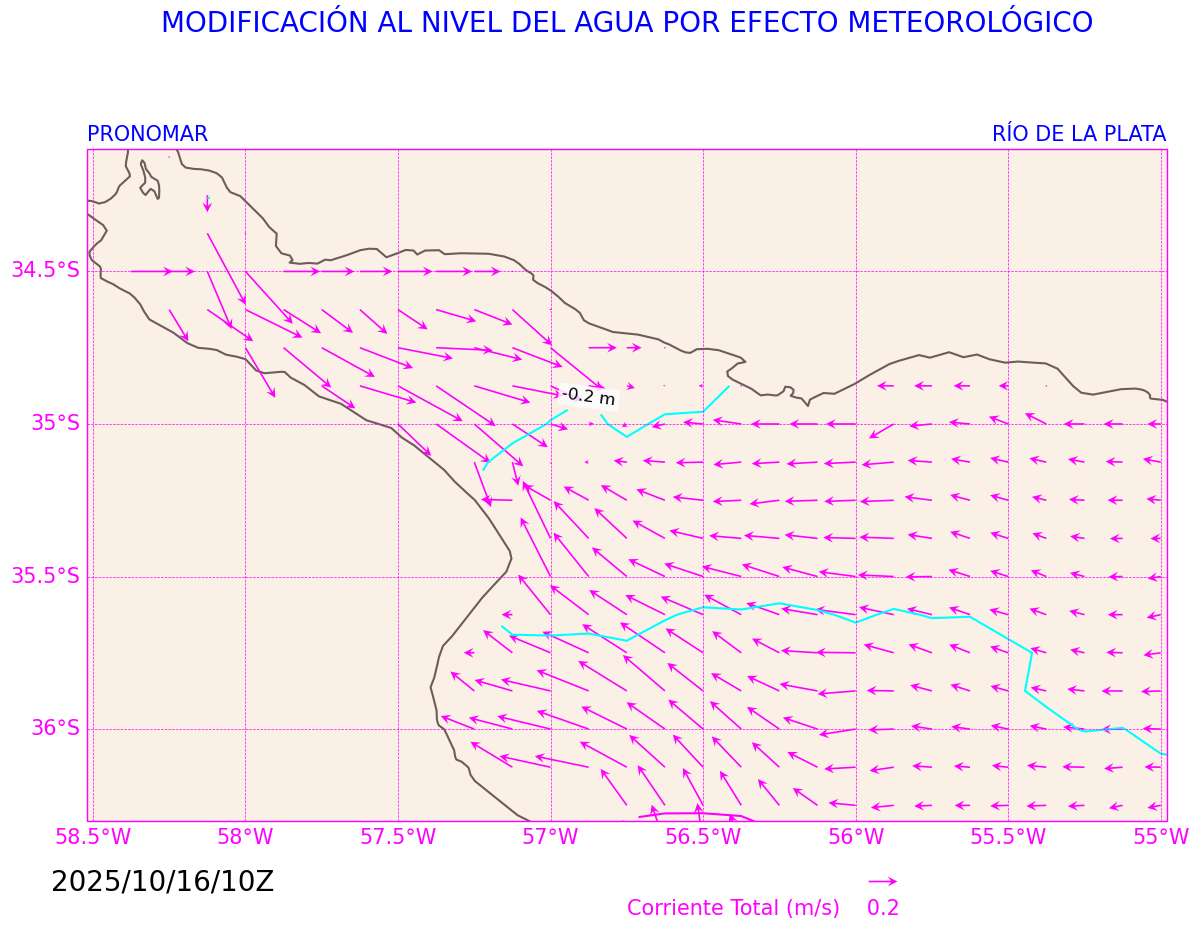 MODIFICACIÓN AL NIVEL DEL AGUA POR EFECTO METEOROLÓGICO
PRONOMAR
RÍO DE LA PLATA
34.5°S
-0.2 m
35°S
35.5°S
36°S
58.5°W 58°W 57.5°W 57°W 56.5°W 56°W 55.5°W 55°W
2025/10/16/10Z
Corriente Total (m/s) 0.2